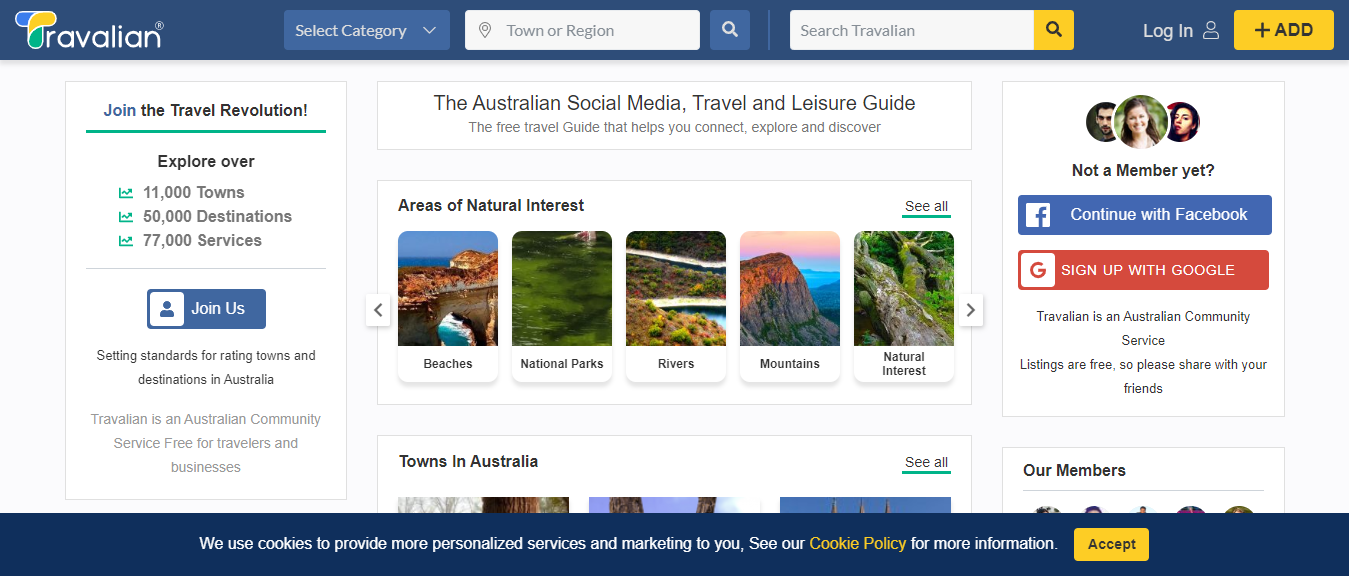 Travalian®
Select Category
Town or Region
Search Travalian
Log In
+ ADD
Join the Travel Revolution!
Explore over
11,000 Towns
50,000 Destinations
77,000 Services
Join Us
Setting standards for rating towns and
destinations in Australia
Travalian is an Australian Community
Service Free for travelers and
businesses
The Australian Social Media, Travel and Leisure Guide
The free travel Guide that helps you connect, explore and discover
Areas of Natural Interest
See all
Beaches
National Parks
Rivers
Mountains
Natural
Interest
Towns In Australia
See all
Not a Member yet?
Continue with Facebook
G SIGN UP WITH GOOGLE
Travalian is an Australian Community
Service
Listings are free, so please share with your
friends
Our Members
We use cookies to provide more personalized services and marketing to you, See our Cookie Policy for more information.
Accept